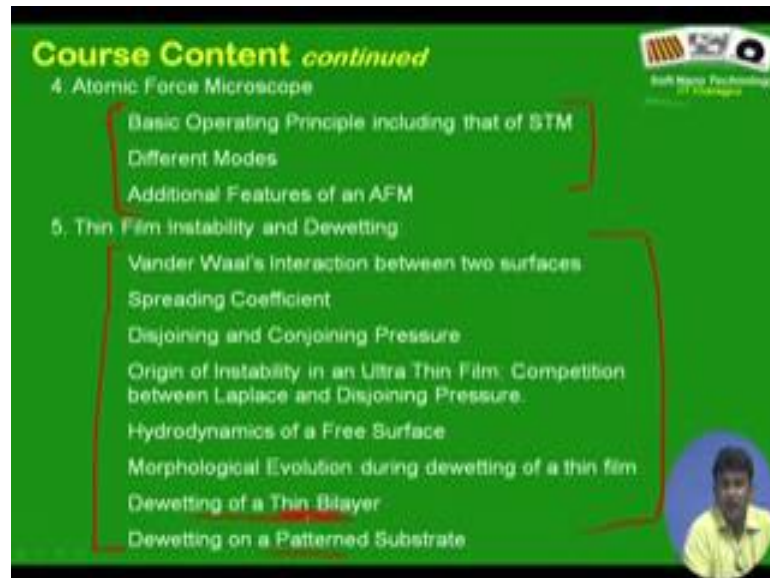 Course Content continued
4. Atomic Force Microscope
Basic Operating Principle including that of STM
Different Modes
Additional Features of an AFM
5. Thin Film Instability and Dewetting
Vander Waal's Interaction between two surfaces
Spreading Coefficient
Disjoining and Conjoining Pressure
Origin of Instability in an Ultra Thin Film: Competition
between Laplace and Disjoining Pressure.
Hydrodynamics of a Free Surface
Morphological Evolution during dewetting of a thin film
Dewetting of a Thin Bilayer
Dewetting on a Patterned Substrate
Soft Nano Technology